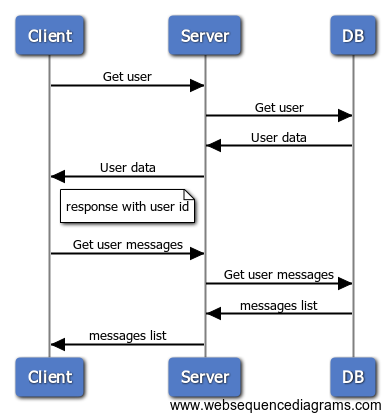 Client Server DB
Get user
Get user
User data
User data
response with user id
Get user messages
Get user messages
messages list
messages list
Client Server DB
www.websequencediagrams.com